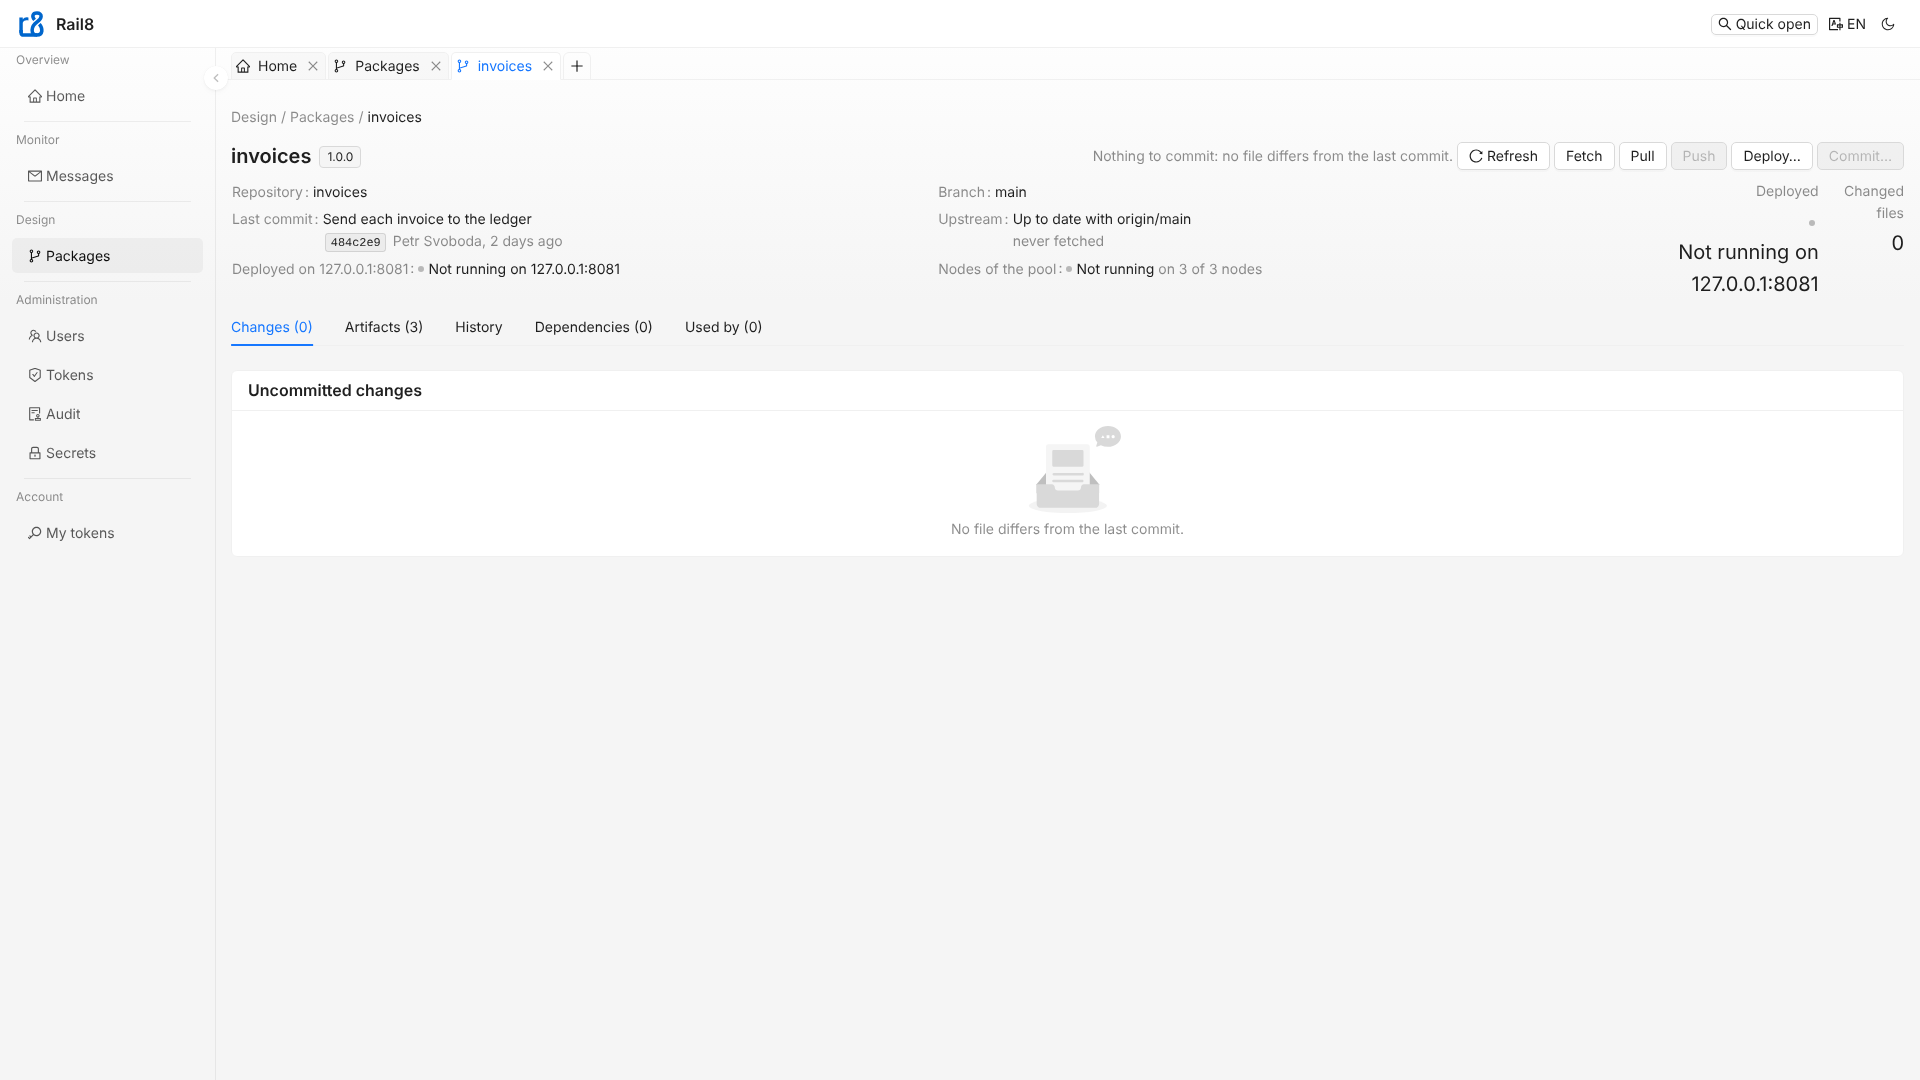 Rail8
Quick open
EN
Overview
Home
Monitor
Messages
Design
Packages
Administration
Users
Tokens
Audit
Secrets
Account
My tokens
Home
Packages
invoices
Design / Packages / invoices
invoices 1.0.0
Nothing to commit: no file differs from the last commit.
Refresh
Fetch
Pull
Push
Deploy...
Commit...
Repository: invoices
Branch: main
Last commit: Send each invoice to the ledger
484c2e9 Petr Svoboda, 2 days ago
Upstream: Up to date with origin/main
never fetched
Deployed on 127.0.0.1:8081: Not running on 127.0.0.1:8081
Nodes of the pool: Not running on 3 of 3 nodes
Deployed
Not running on
127.0.0.1:8081
Changed
files
0
Changes (0)
Artifacts (3)
History
Dependencies (0)
Used by (0)
Uncommitted changes
No file differs from the last commit.